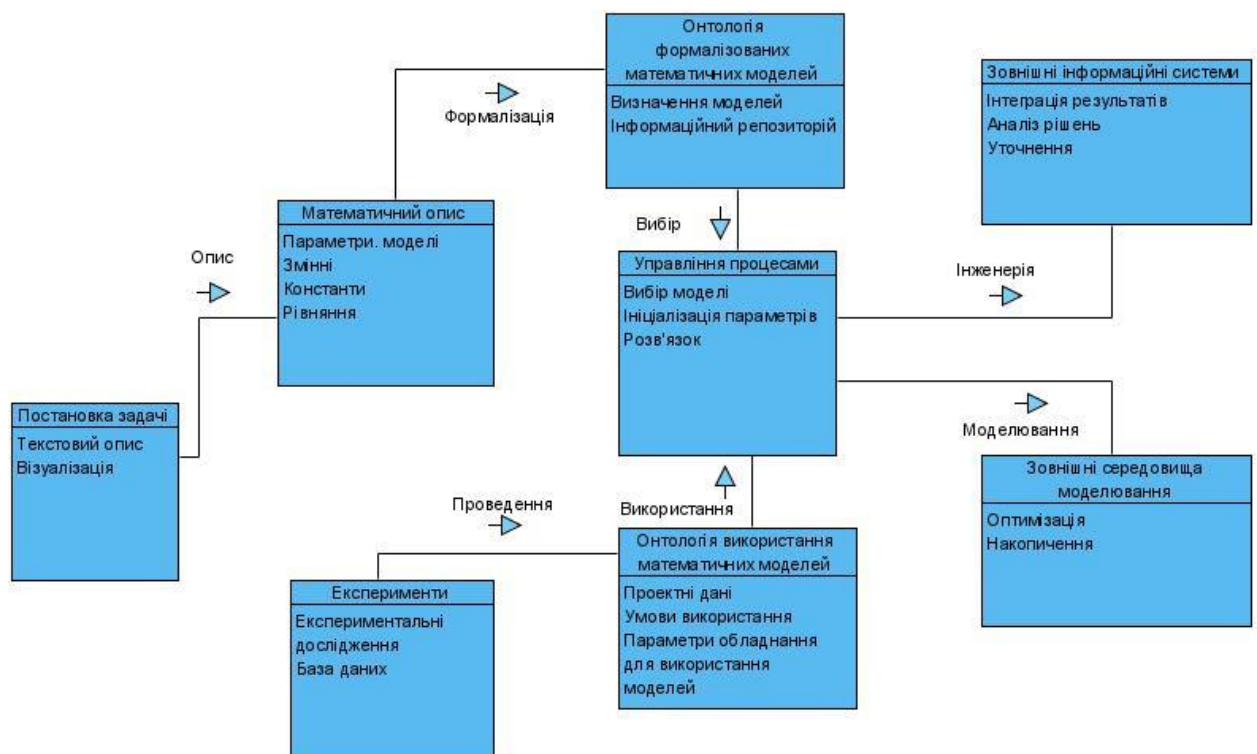 Онтологія
формалізованих
математичних моделей
Визначення моделей
Інформаційний репозиторій
Зовнішні інформаційні системи
Інтеграція результатів
Аналіз рішень
Уточнення
Формалізація
Математичний опис
Параметри. моделі
Змінні
Константи
Рівняння
Опис
Вибір
Управління процесами
Вибір моделі
Ініціалізація параметрів
Розв'язок
Інженерія
Постановка задачі
Текстовий опис
Візуалізація
Моделювання
Зовнішні середовища
моделювання
Оптимізація
Накопичення
Проведення
Використання
Онтологія використання
математичних моделей
Проектні дані
Умови використання
Параметри обладнання
для використання
моделей
Експерименти
Експериментальні
дослідження
База даних